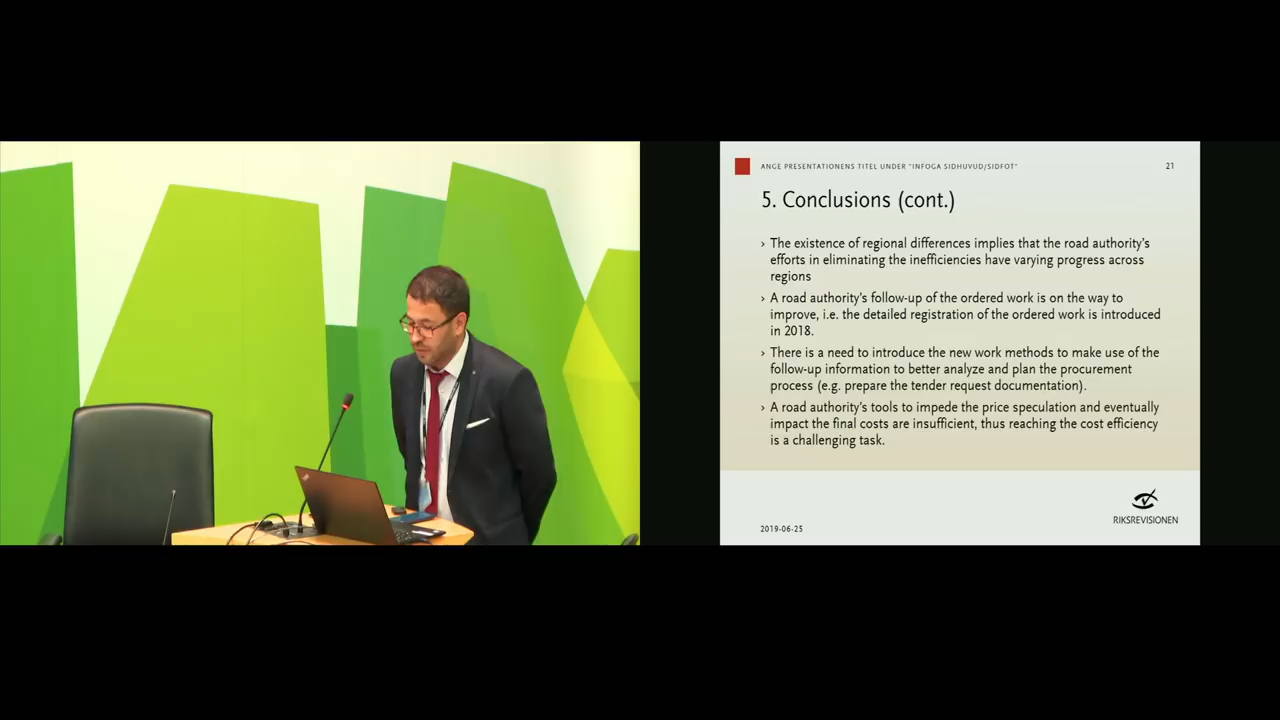 ANGE PRESENTATIONENS TITEL UNDER "INFOGA SIDHUVUD/SIDFOT"
21
5. Conclusions (cont.)
› The existence of regional differences implies that the road authority's
efforts in eliminating the inefficiencies have varying progress across
regions
› A road authority's follow-up of the ordered work is on the way to
improve, i.e. the detailed registration of the ordered work is introduced
in 2018.
› There is a need to introduce the new work methods to make use of the
follow-up information to better analyze and plan the procurement
process (e.g. prepare the tender request documentation).
› A road authority's tools to impede the price speculation and eventually
impact the final costs are insufficient, thus reaching the cost efficiency
is a challenging task.
RIKSREVISIONEN
2019-06-25